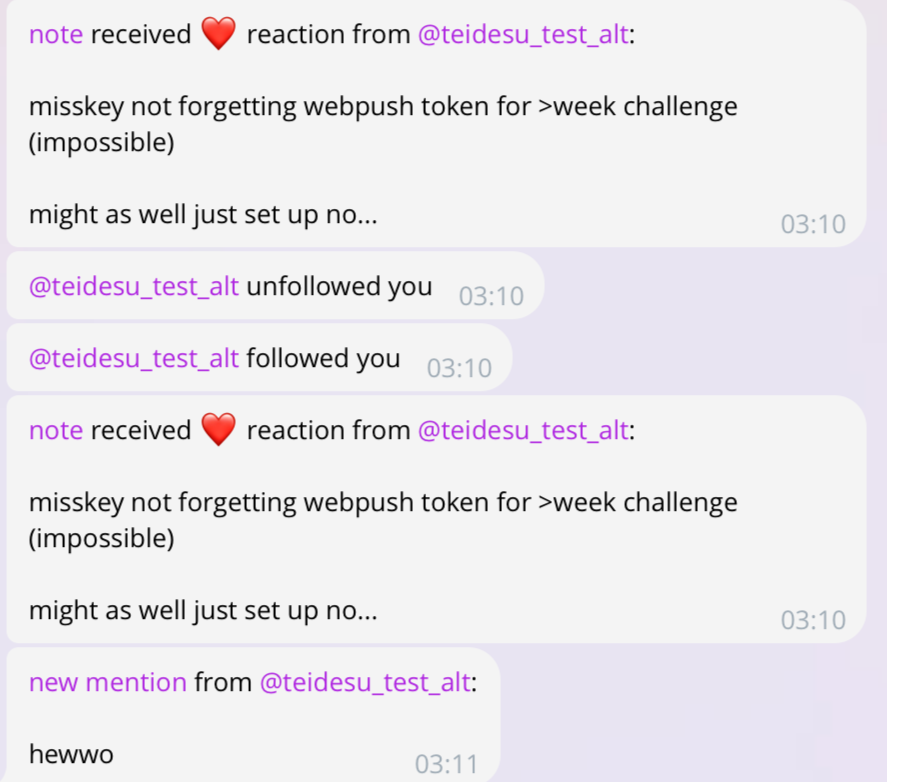 note received ❤️ reaction from @teidesu_test_alt:
misskey not forgetting webpush token for >week challenge
(impossible)
might as well just set up no...
03:10
@teidesu_test_alt unfollowed you 03:10
@teidesu_test_alt followed you 03:10
note received ❤️ reaction from @teidesu_test_alt:
misskey not forgetting webpush token for >week challenge
(impossible)
might as well just set up no...
03:10
new mention from @teidesu_test_alt:
hewwo
03:11